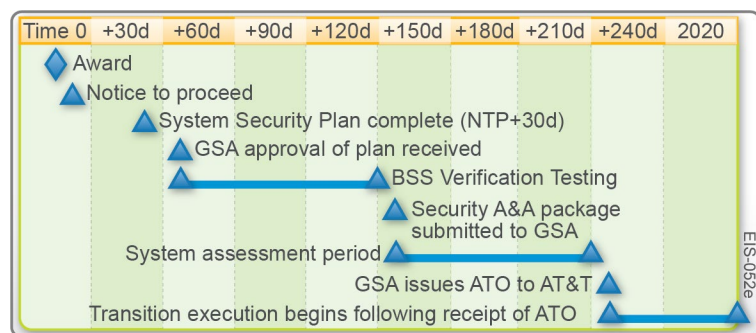 Time 0 +30d +60d +90d +120d +150d +180d +210d +240d 2020
Award
Notice to proceed
System Security Plan complete (NTP+30d)
GSA approval of plan received
BSS Verification Testing
Security A&A package
submitted to GSA
System assessment period
GSA issues ATO to AT&T
Transition execution begins following receipt of ATO
EIS-052e